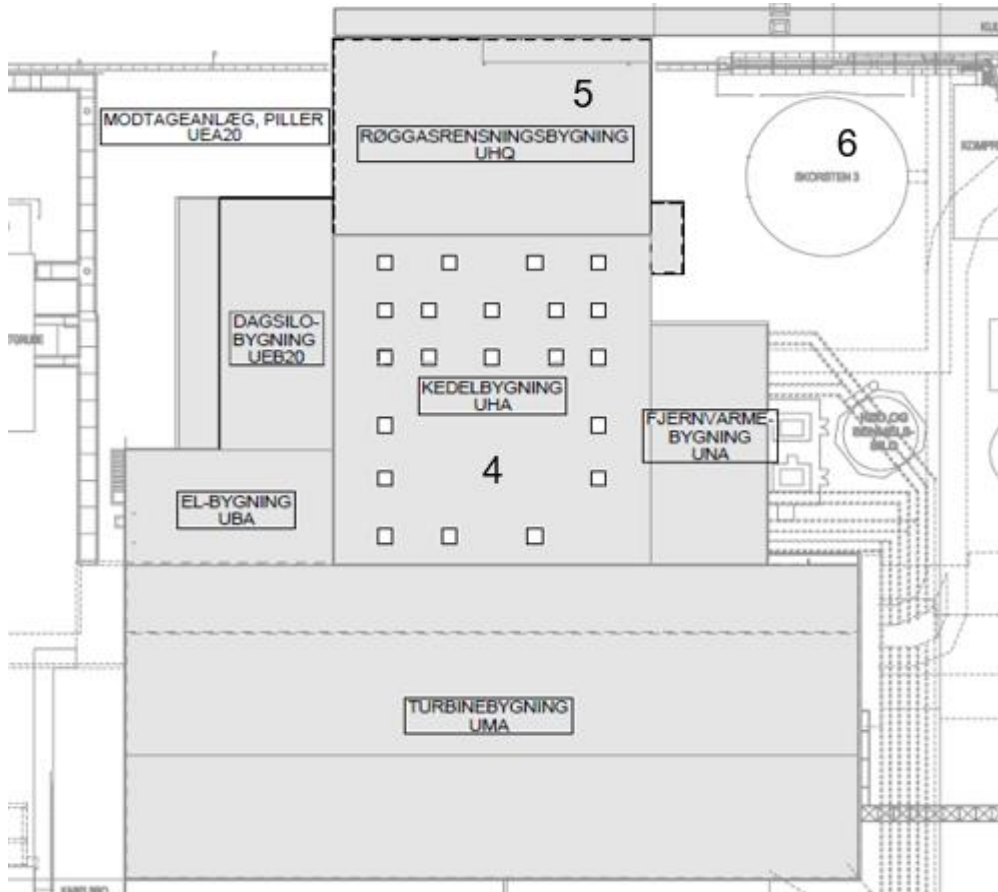 5
MODTAGEANLÆG, PILLER
UEA20
RØGGASRENSNINGSBYGNING
UHQ
6
SKORSTEN 3
DAGSILO-
BYGNING
UEB20
KEDELBYGNING
UHA
FJERNVARME-
BYGNING
UNA
4
EL-BYGNING
UBA
TURBINEBYGNING
UMA